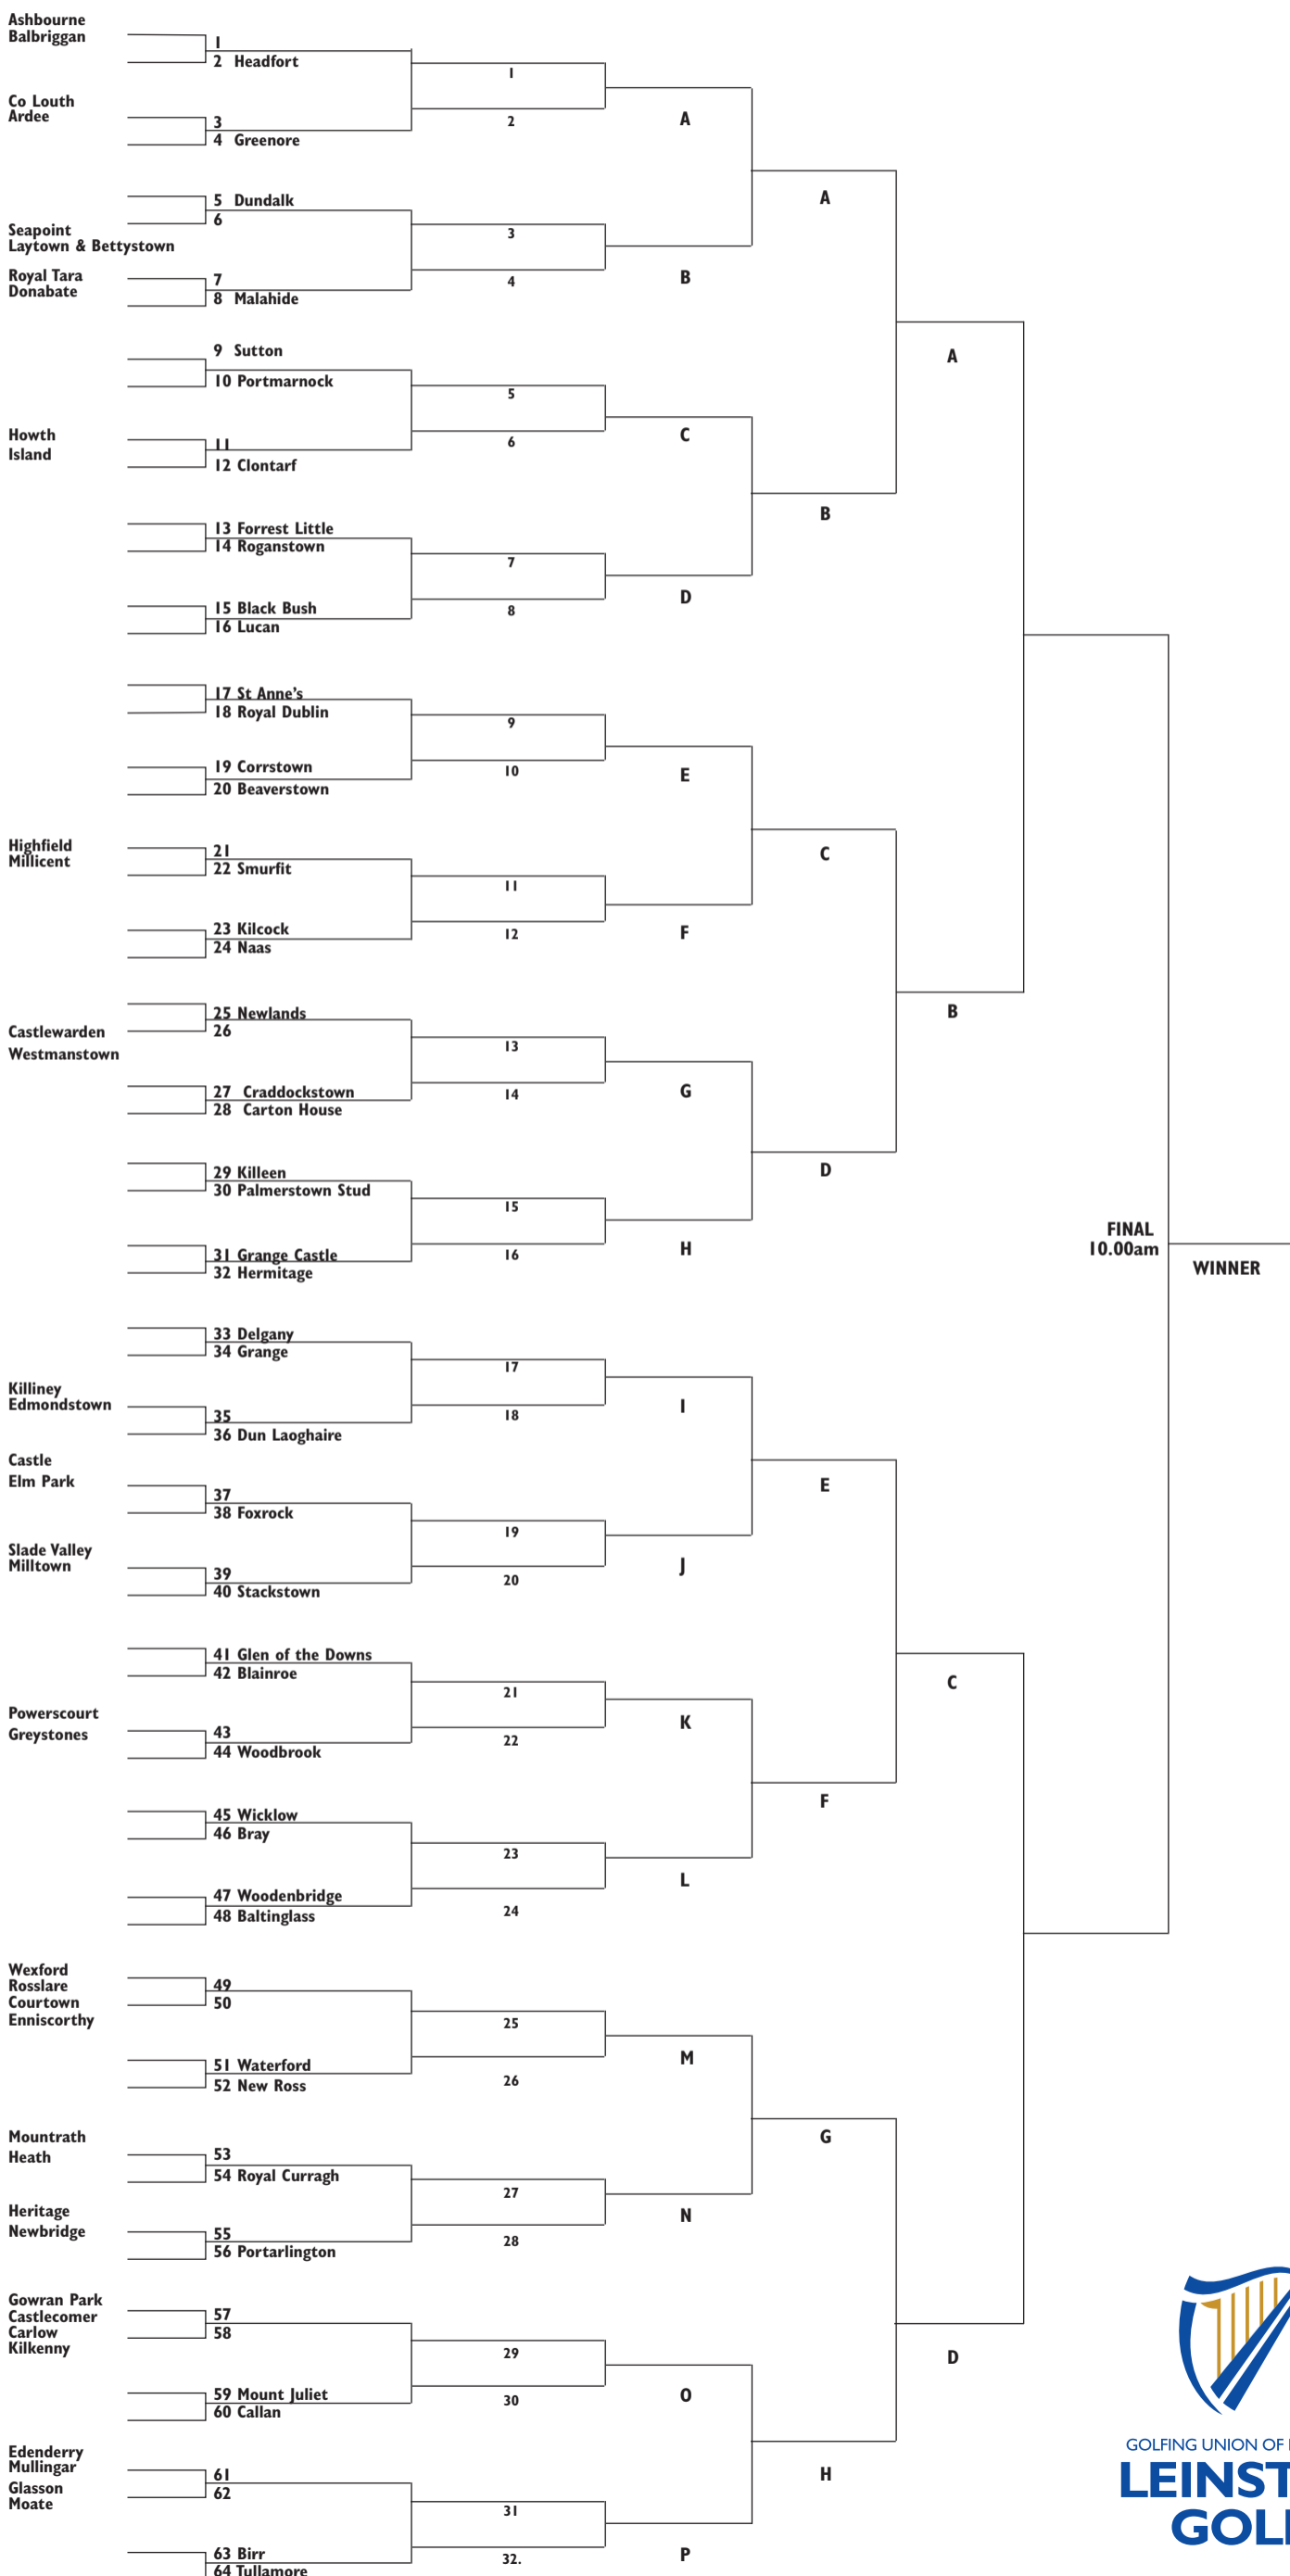 Ashbourne
Balbriggan
1
2 Headfort
Co Louth
Ardee
3
4 Greenore
5 Dundalk
6
Seapoint
Laytown & Bettystown
Royal Tara
Donabate
7
8 Malahide
9 Sutton
10 Portmarnock
Howth
Island
11
12 Clontarf
13 Forrest Little
14 Roganstown
15 Black Bush
16 Lucan
17 St Anne's
18 Royal Dublin
19 Corrstown
20 Beaverstown
Highfield
Millicent
21
22 Smurfit
23 Kilcock
24 Naas
25 Newlands
26
Castlewarden
Westmanstown
27 Craddockstown
28 Carton House
29 Killeen
30 Palmerstown Stud
31 Grange Castle
32 Hermitage
33 Delgany
34 Grange
Killiney
Edmondstown
35
36 Dun Laoghaire
Castle
Elm Park
37
38 Foxrock
Slade Valley
Milltown
39
40 Stackstown
41 Glen of the Downs
42 Blainroe
Powerscourt
Greystones
43
44 Woodbrook
45 Wicklow
46 Bray
47 Woodenbridge
48 Baltinglass
Wexford
Rosslare
Courtown
Enniscorthy
49
50
51 Waterford
52 New Ross
Mountrath
Heath
53
54 Royal Curragh
Heritage
Newbridge
55
56 Portarlington
Gowran Park
Castlecomer
Carlow
Kilkenny
57
58
59 Mount Juliet
60 Callan
Edenderry
Mullingar
Glasson
Moate
61
62
63 Birr
64 Tullamore
1
2
3
4
5
6
7
8
9
10
11
12
13
14
15
16
17
18
19
20
21
22
23
24
25
26
27
28
29
30
31
32.
A
B
C
D
E
F
G
H
I
J
K
L
M
N
O
P
A
B
C
D
E
F
G
H
A
B
C
D
FINAL
10.00am
WINNER
GOLFING UNION OF
LEINST
GOL